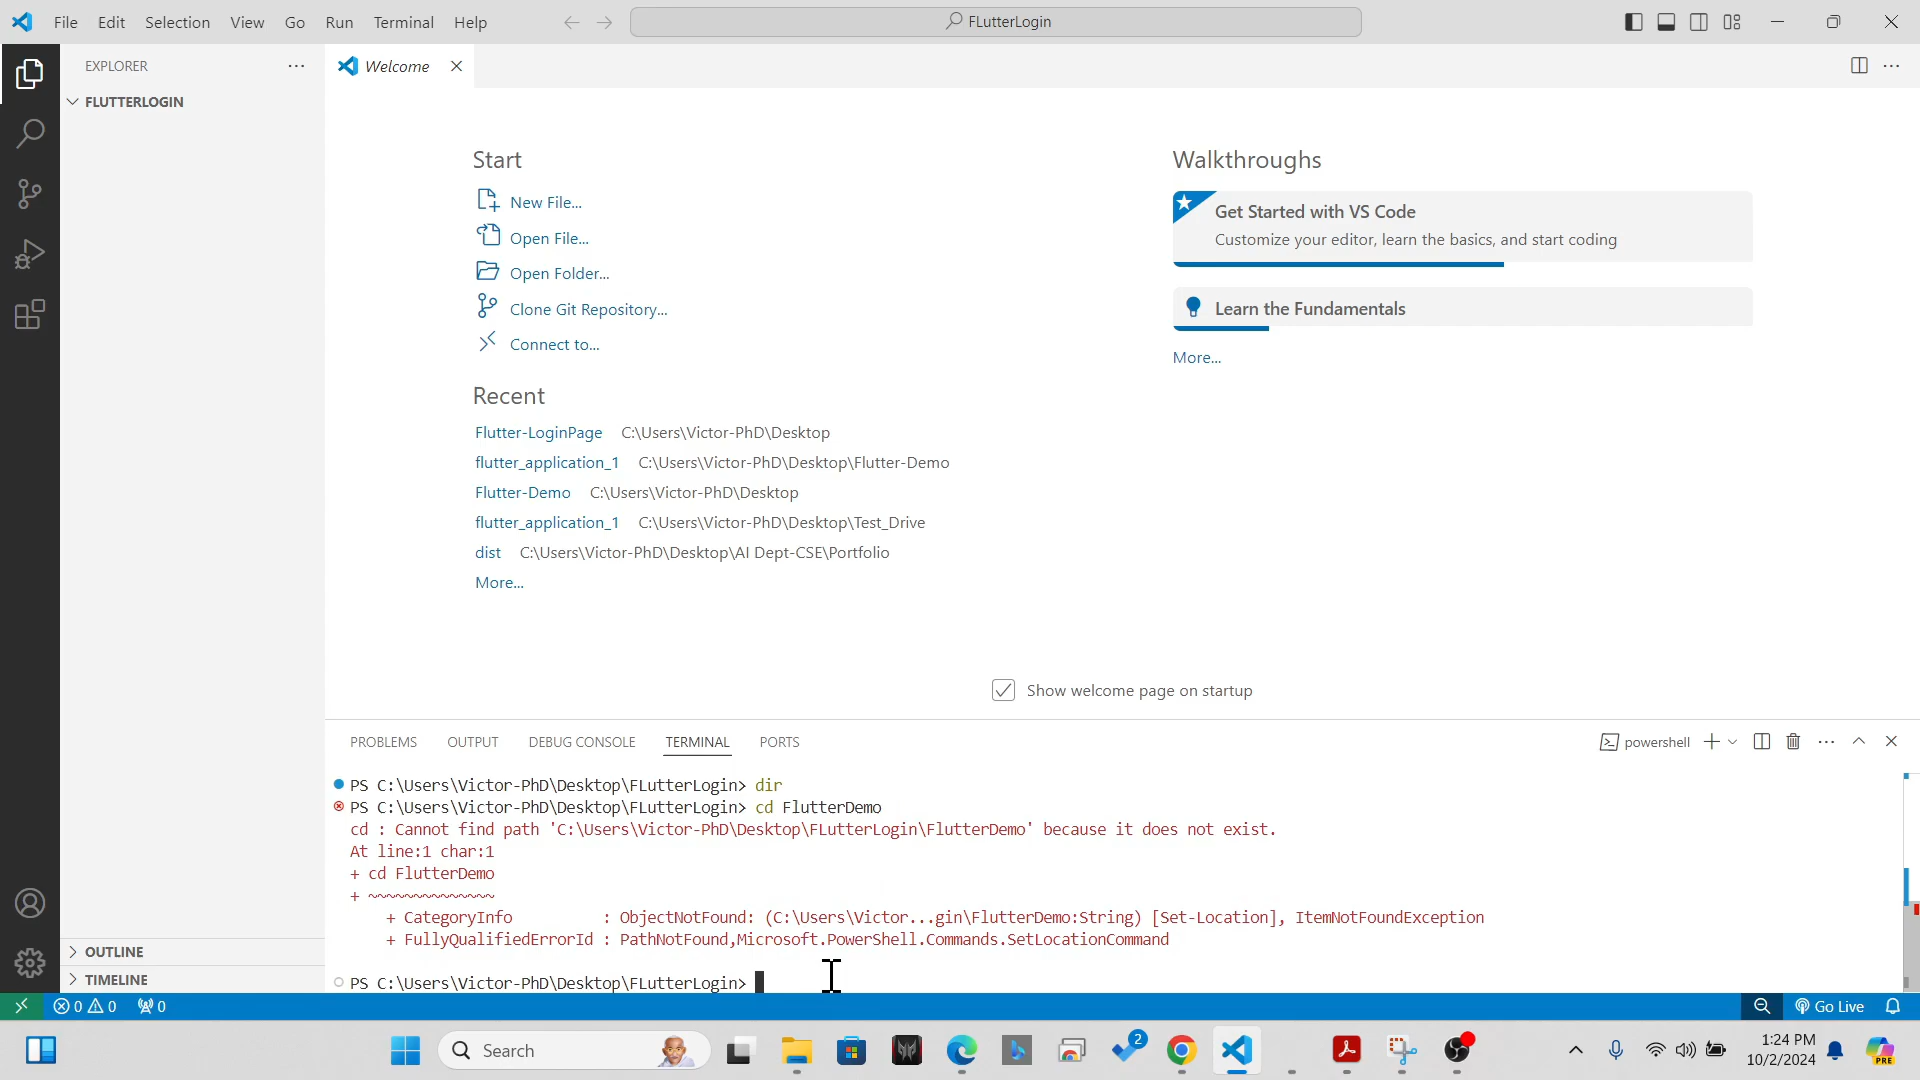 File Edit Selection View Go Run Terminal Help
FLutterLogin
EXPLORER
Welcome
FLUTTERLOGIN
Start
New File...
Open File...
Open Folder...
Clone Git Repository...
Connect to...
Walkthroughs
Get Started with VS Code
Customize your editor, learn the basics, and start coding
Learn the Fundamentals
More...
Recent
Flutter-LoginPage C:\Users\Victor-PhD\Desktop
flutter_application_1 C:\Users\Victor-PhD\Desktop\Flutter-Demo
Flutter-Demo C:\Users\Victor-PhD\Desktop
flutter_application_1 C:\Users\Victor-PhD\Desktop\Test_Drive
dist C:\Users\Victor-PhD\Desktop\AI Dept-CSE\Portfolio
More...
Show welcome page on startup
PROBLEMS OUTPUT DEBUG CONSOLE TERMINAL PORTS
powershell
PS C:\Users\Victor-PhD\Desktop\FLutterLogin> dir
PS C:\Users\Victor-PhD\Desktop\FLutterLogin> cd FlutterDemo
cd : Cannot find path 'C:\Users\Victor-PhD\Desktop\FLutterLogin\FlutterDemo' because it does not exist.
At line:1 char:1
+ cd FlutterDemo
+ ~~~~~~~~~~~~~~
+ CategoryInfo : ObjectNotFound: (C:\Users\Victor...gin\FlutterDemo:String) [Set-Location], ItemNotFoundException
+ FullyQualifiedErrorId : PathNotFound,Microsoft.PowerShell.Commands.SetLocationCommand
PS C:\Users\Victor-PhD\Desktop\FLutterLogin>
OUTLINE
TIMELINE
0 0 0
Go Live
Search
2
1:24 PM
10/2/2024
PRE